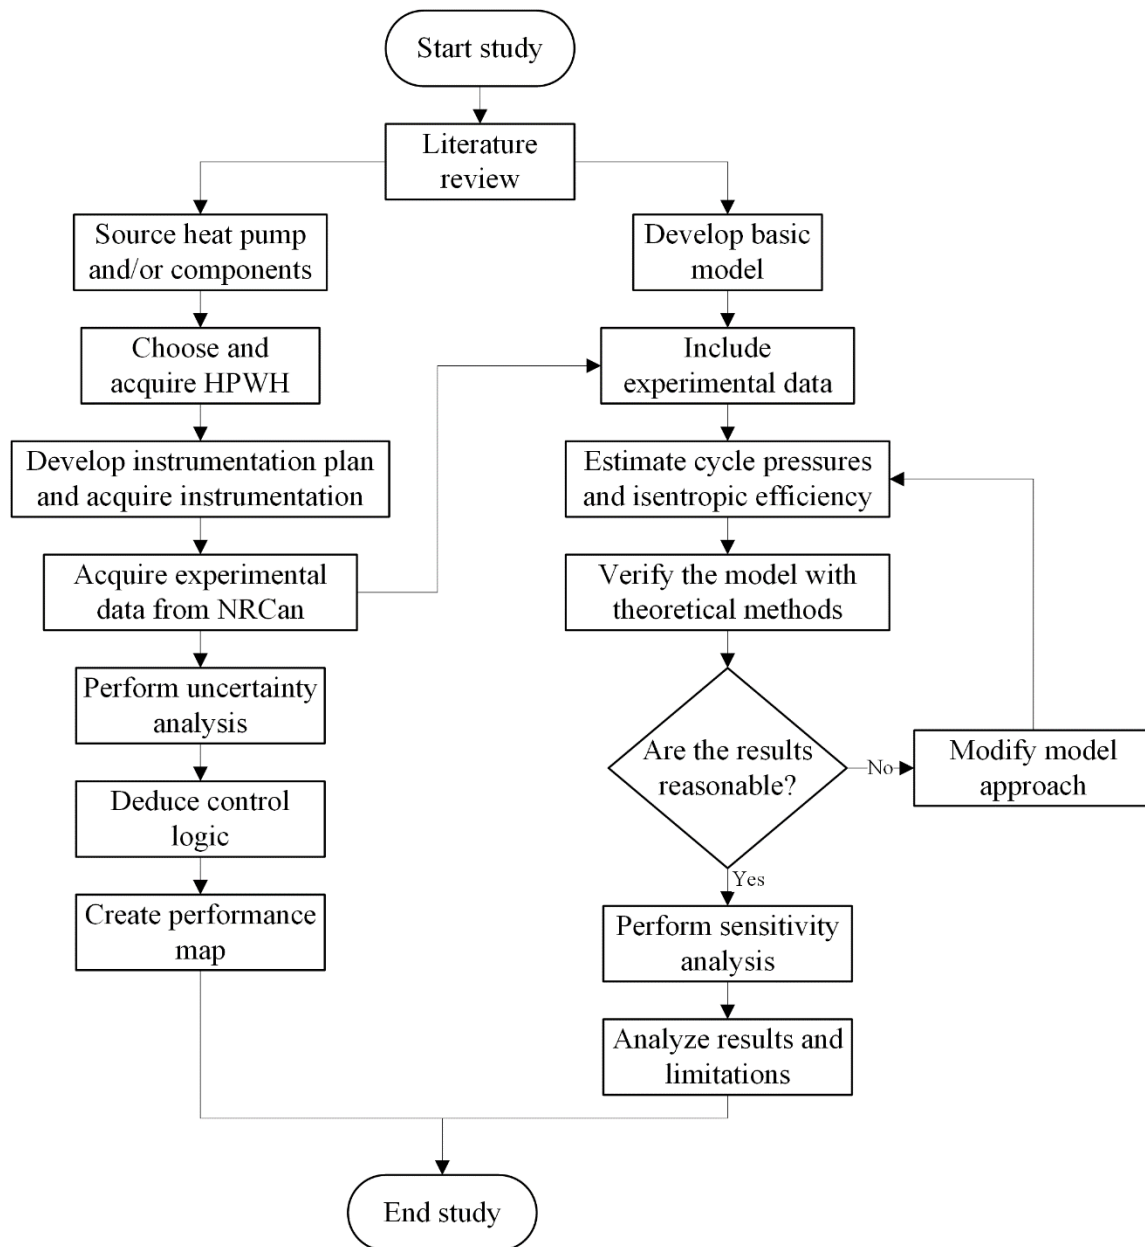 Start study
Literature
review
Source heat pump
and/or components
Develop basic
model
Choose and
acquire HPWH
Include
experimental data
Develop instrumentation plan
and acquire instrumentation
Estimate cycle pressures
and isentropic efficiency
Acquire experimental
data from NRCan
Verify the model with
theoretical methods
Perform uncertainty
analysis
Are the results
reasonable?
No
Modify model
approach
Deduce control
logic
Yes
Create performance
map
Perform sensitivity
analysis
Analyze results and
limitations
End study